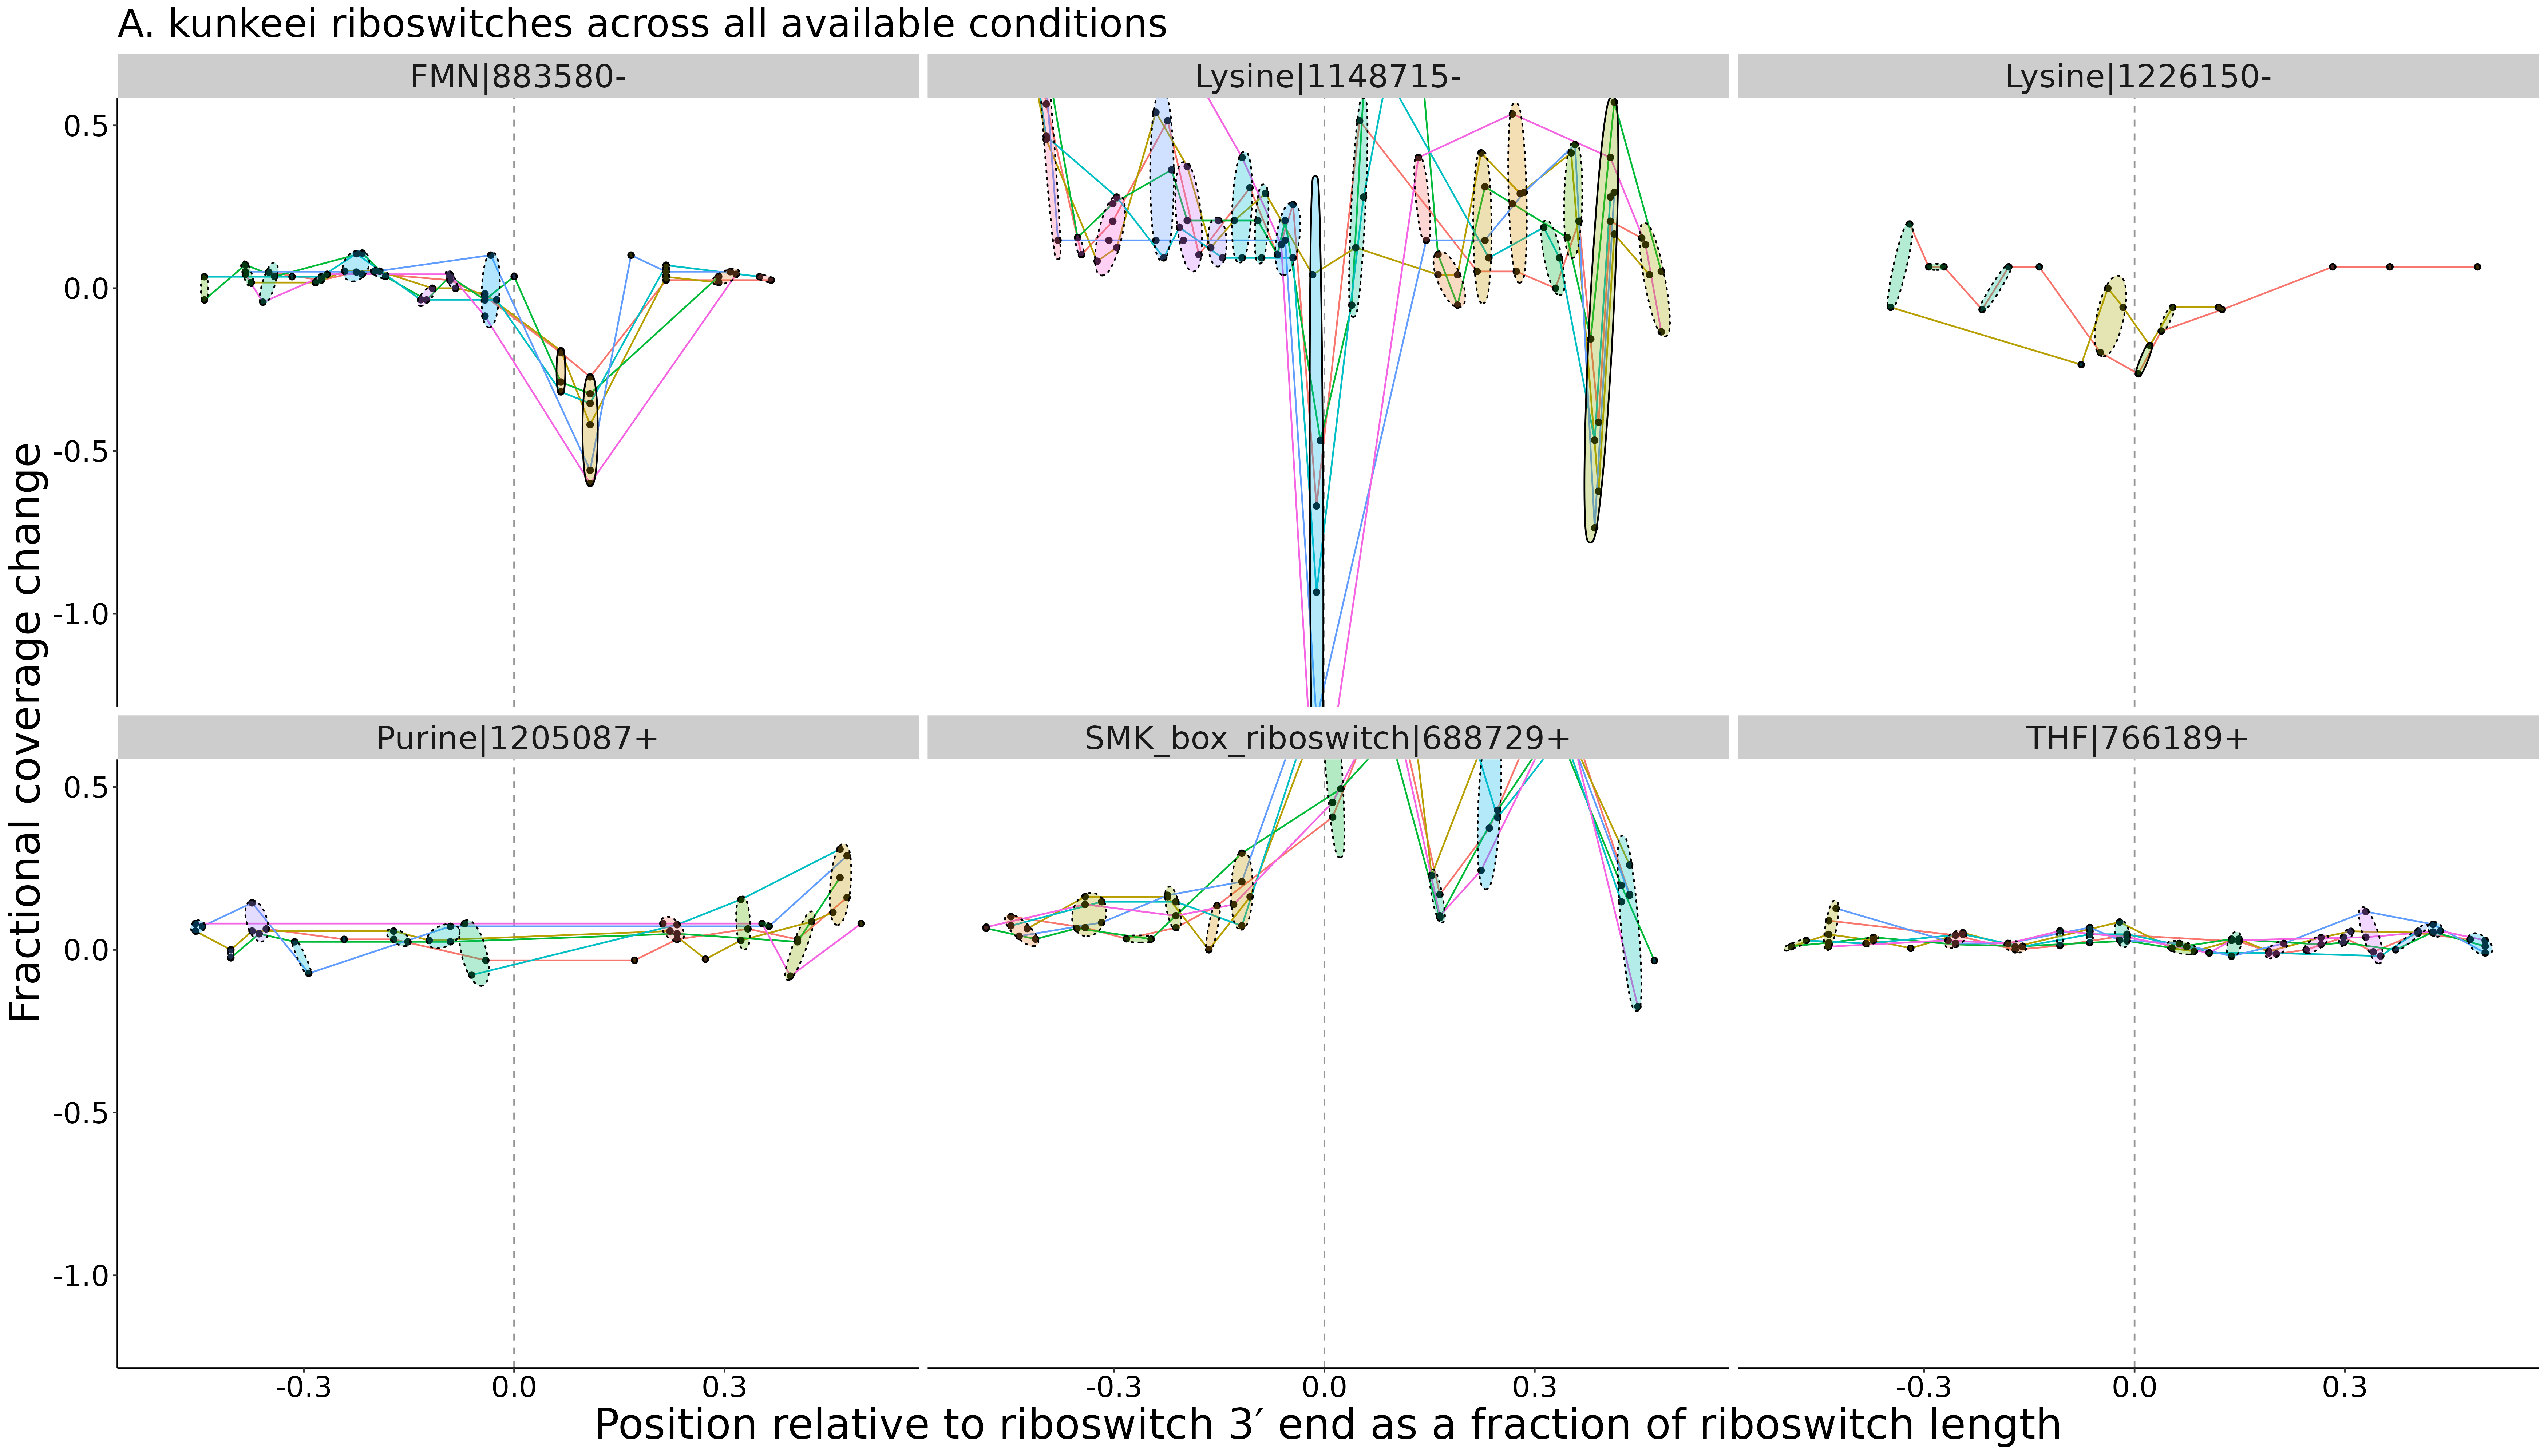 A. kunkeei riboswitches across all available conditions
FMN|883580-
Lysine|1148715-
Lysine|1226150-
0.5
0.0
-0.5
-1.0
Purine|1205087+
SMK_box_riboswitch|688729+
THF|766189+
0.5
0.0
-0.5
-1.0
-0.3 0.0 0.3
-0.3 0.0 0.3
-0.3 0.0 0.3
Position relative to riboswitch 3′ end as a fraction of riboswitch length
Fractional coverage change